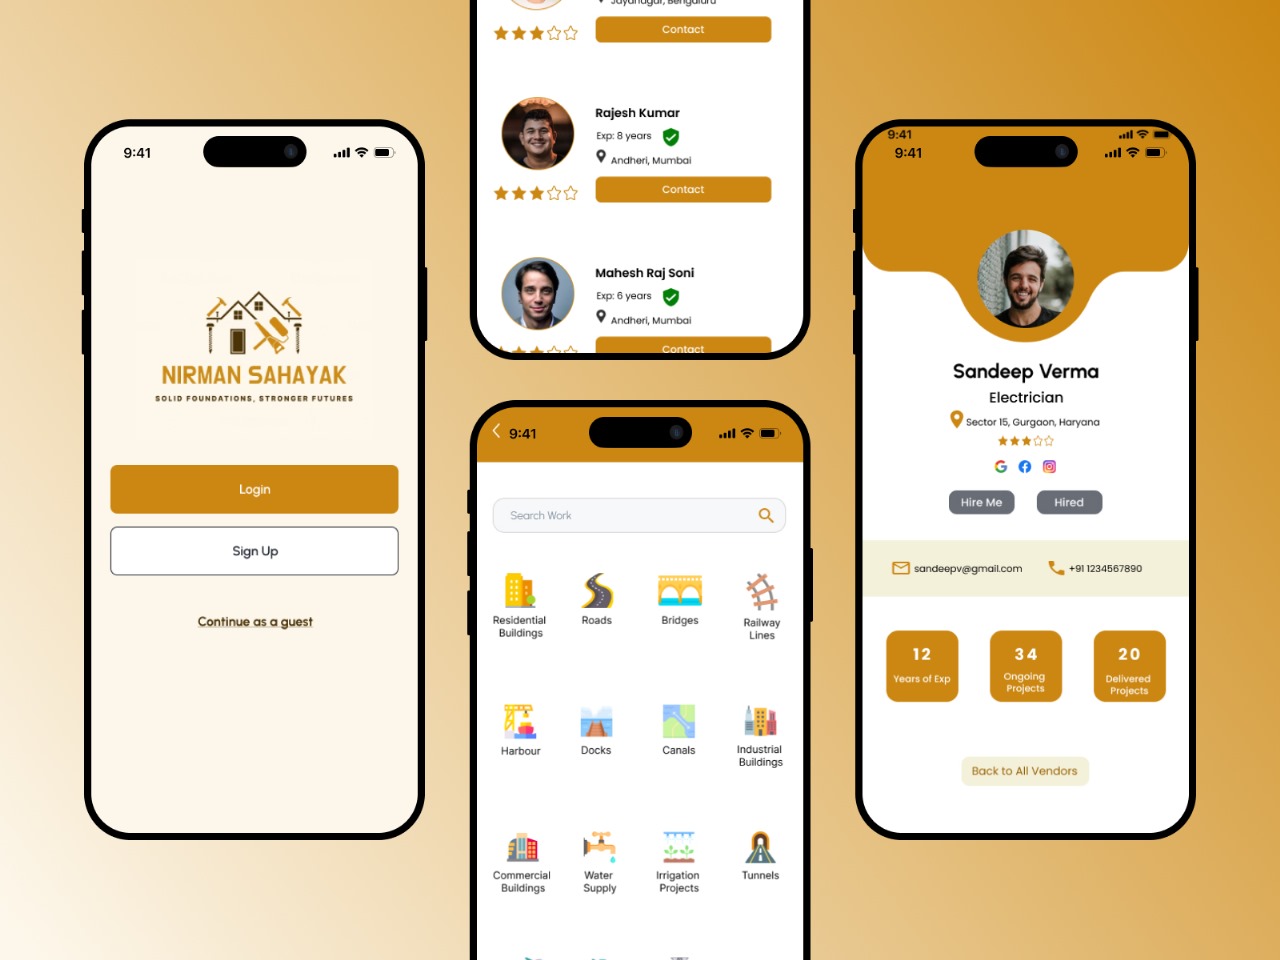 9:41
NIRMAN SAHAYAK
SOLID FOUNDATIONS, STRONGER FUTURES
Login
Sign Up
Continue as a guest
Jayanagar, Bengaluru
Contact
Rajesh Kumar
Exp: 8 years
Andheri, Mumbai
Contact
Mahesh Raj Soni
Exp: 6 years
Andheri, Mumbai
Contact
9:41
Search Work
Residential
Buildings
Roads
Bridges
Railway
Lines
Harbour
Docks
Canals
Industrial
Buildings
Commercial
Buildings
Water
Supply
Irrigation
Projects
Tunnels
9:41
9:41
Sandeep Verma
Electrician
Sector 15, Gurgaon, Haryana
Hire Me
Hired
sandeepv@gmail.com
+91 1234567890
12
Years of Exp
34
Ongoing
Projects
20
Delivered
Projects
Back to All Vendors